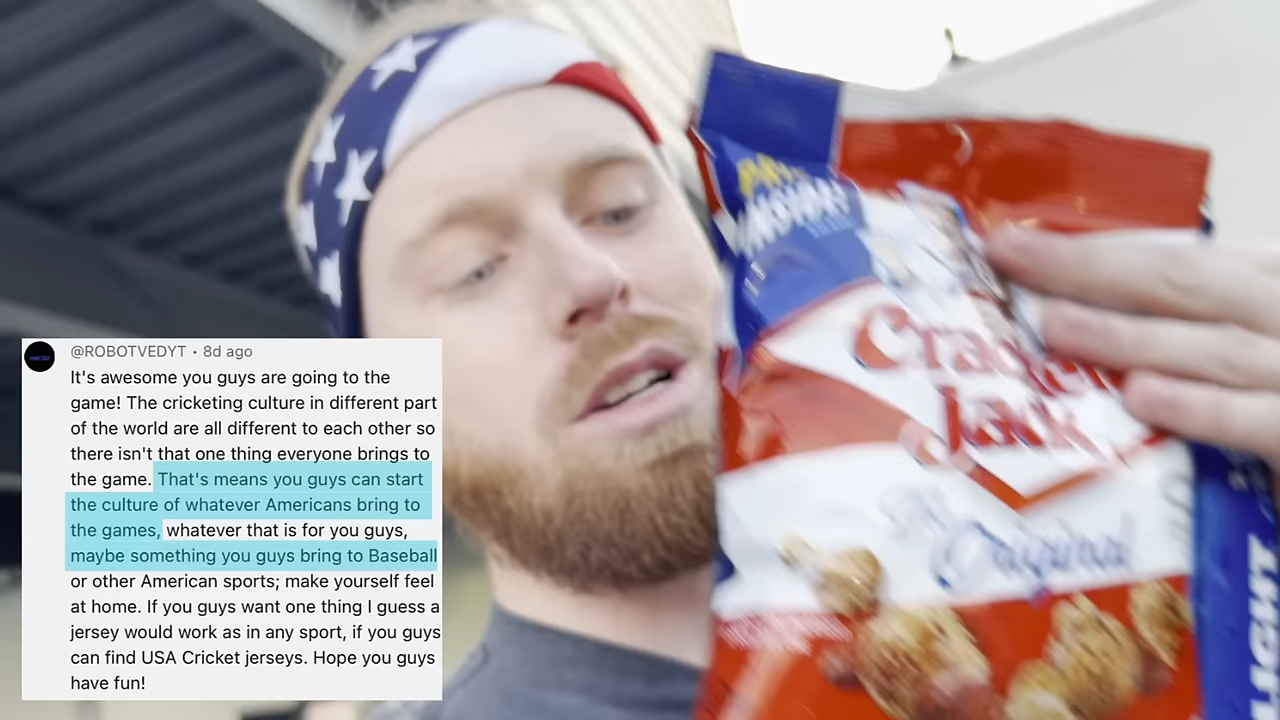 @ROBOTVEDYT • 8d ago
It's awesome you guys are going to the
game! The cricketing culture in different part
of the world are all different to each other so
there isn't that one thing everyone brings to
the game. That's means you guys can start
the culture of whatever Americans bring to
the games, whatever that is for you guys,
maybe something you guys bring to Baseball
or other American sports; make yourself feel
at home. If you guys want one thing I guess a
jersey would work as in any sport, if you guys
can find USA Cricket jerseys. Hope you guys
have fun!
Cracker
Jack
The Original
LIGHT